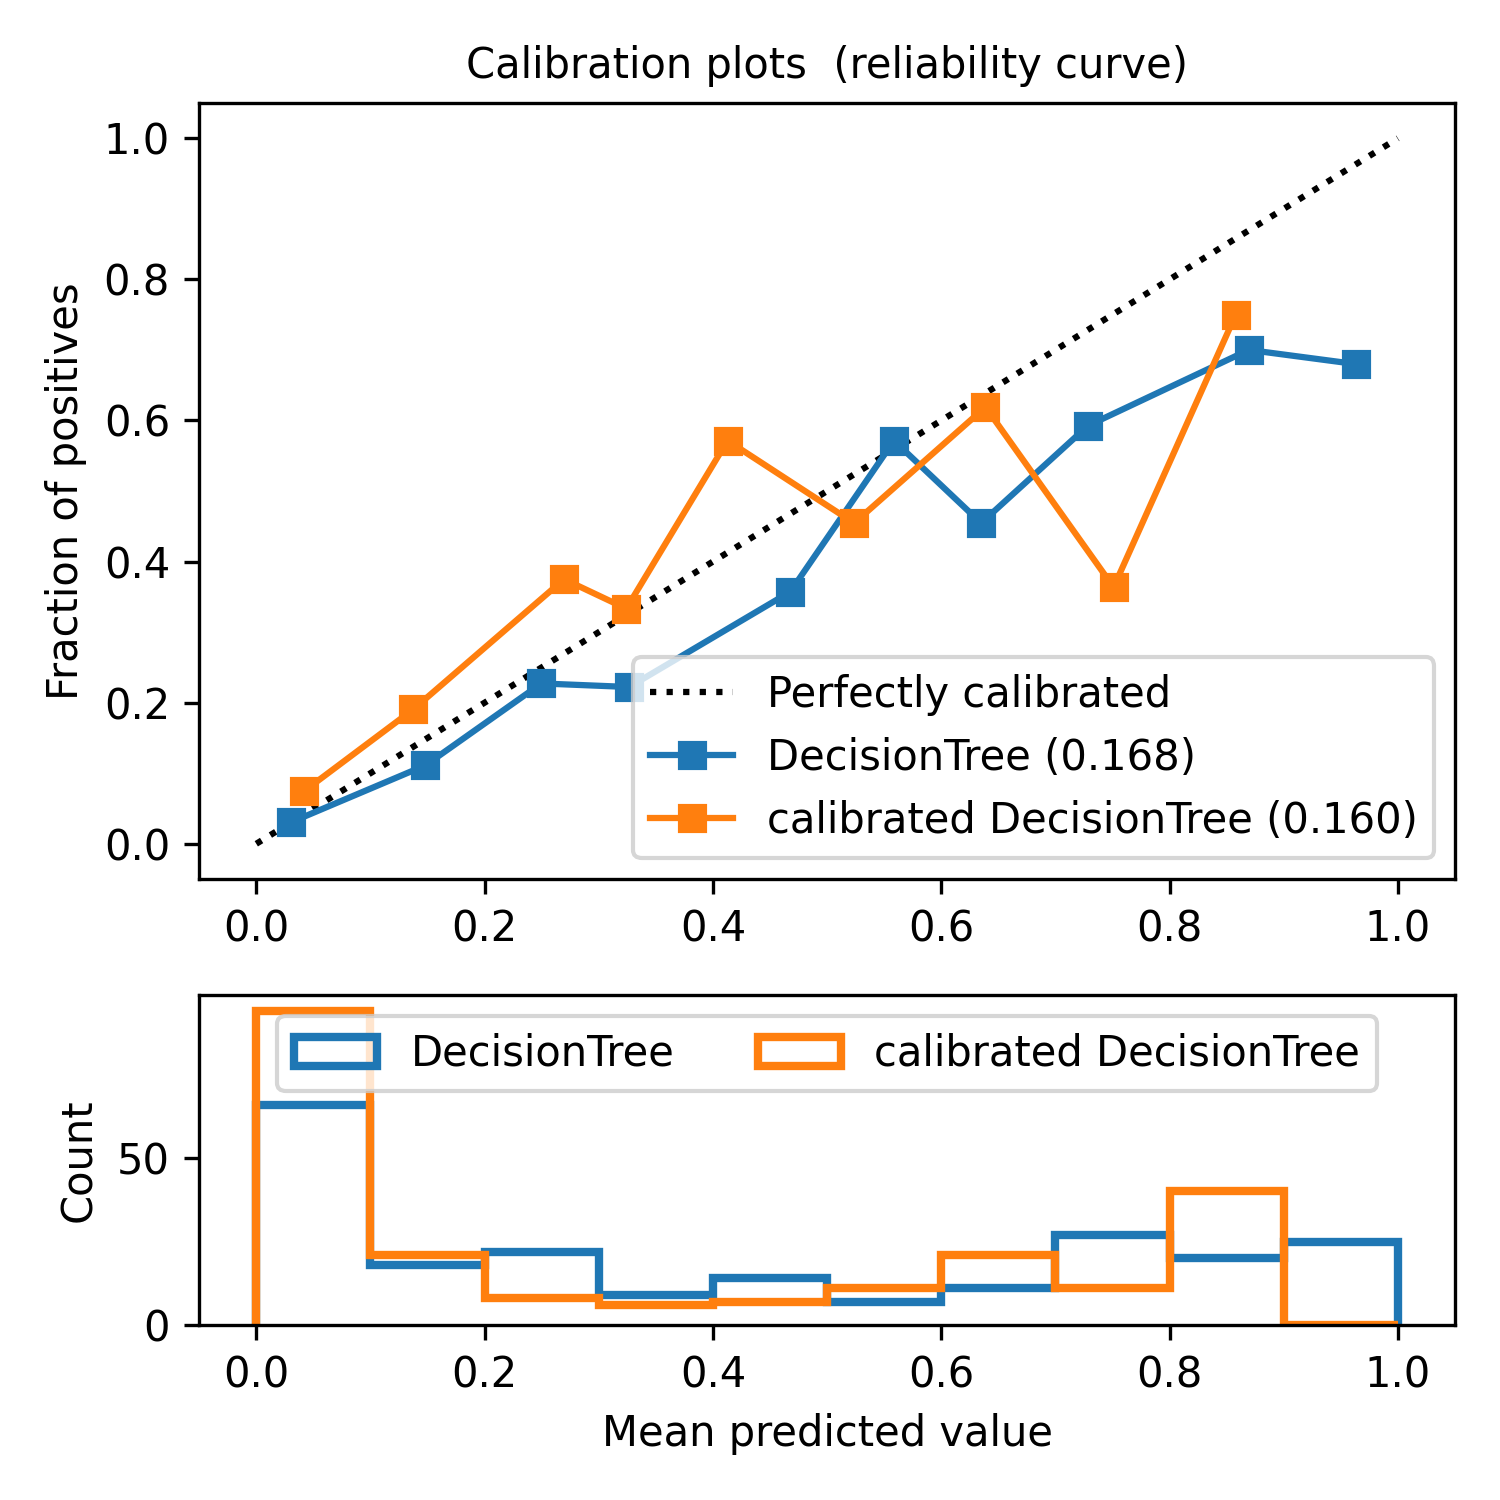 Calibration plots  (reliability curve)
Fraction of positives
1.0
0.8
0.6
0.4
0.2
0.0
Perfectly calibrated
DecisionTree (0.168)
calibrated DecisionTree (0.160)
0.0 0.2 0.4 0.6 0.8 1.0
Count
50
0
DecisionTree calibrated DecisionTree
0.0 0.2 0.4 0.6 0.8 1.0
Mean predicted value